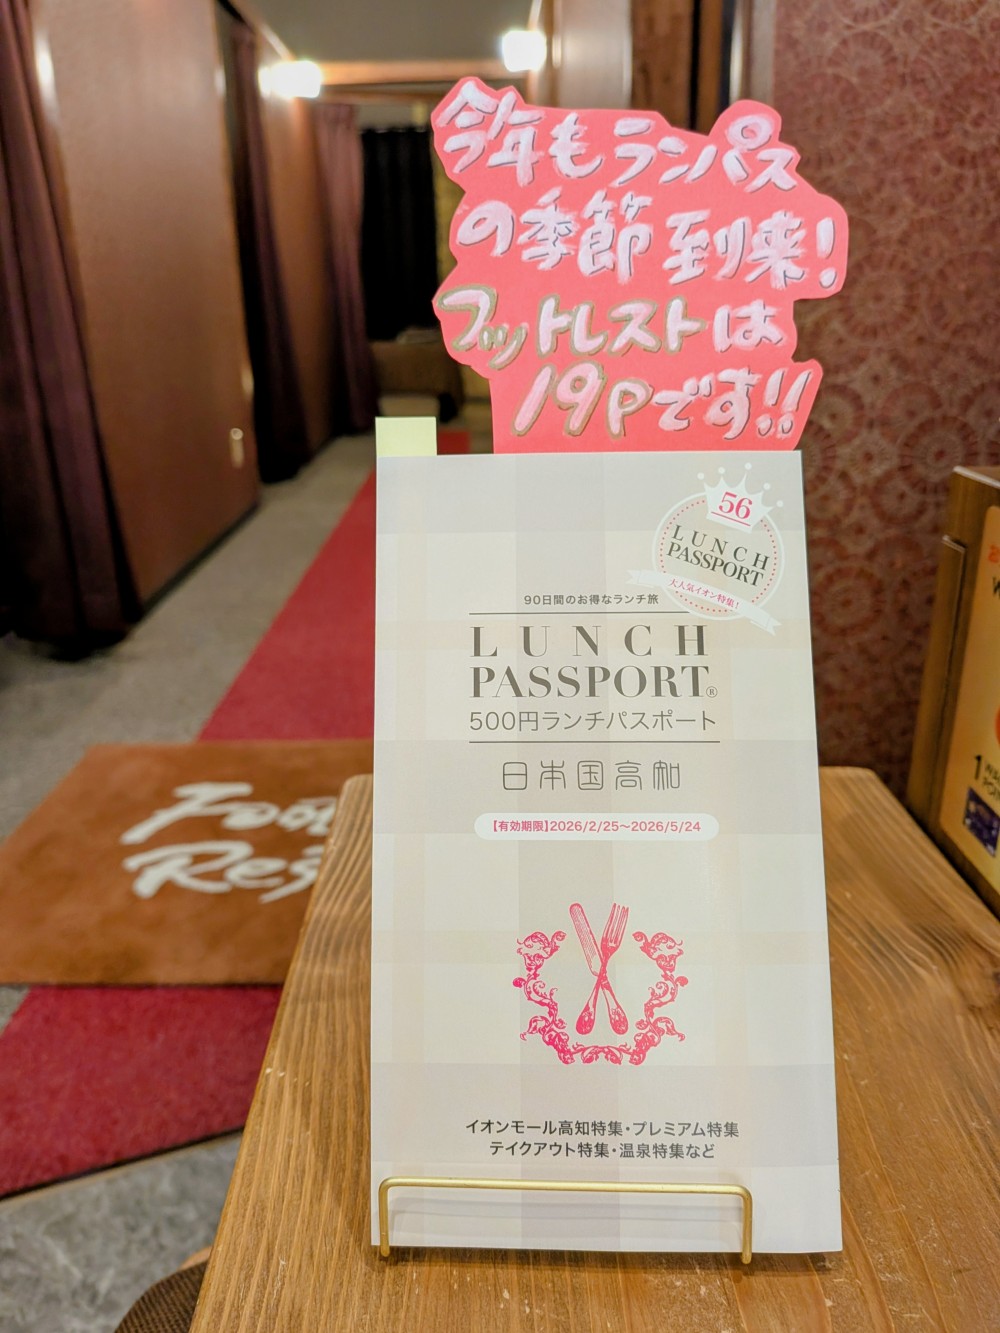 今年もランパス
の季節到来!
フットレストは
19Pです!!
56
LUNCH
PASSPORT
大人気イオン特集!
90日間のお得なランチ旅
LUNCH
PASSPORT®
500円ランチパスポート
日本国高知
【有効期限】2026/2/25〜2026/5/24
イオンモール高知特集・プレミアム特集
テイクアウト特集・温泉特集など
Foot
Res
1